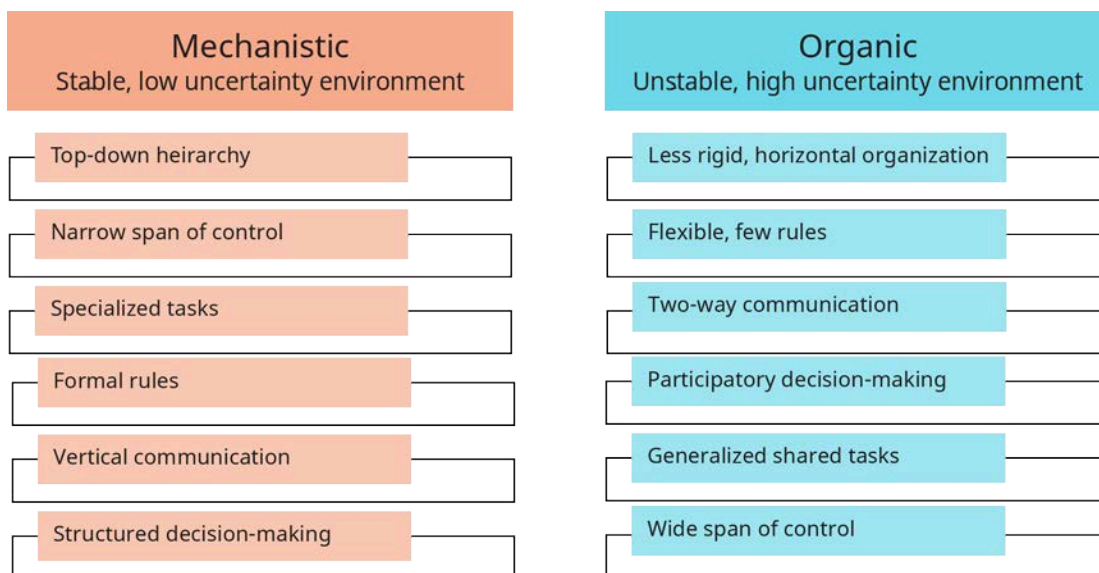 Mechanistic
Stable, low uncertainty environment
Top-down heirarchy
Narrow span of control
Specialized tasks
Formal rules
Vertical communication
Structured decision-making
Organic
Unstable, high uncertainty environment
Less rigid, horizontal organization
Flexible, few rules
Two-way communication
Participatory decision-making
Generalized shared tasks
Wide span of control